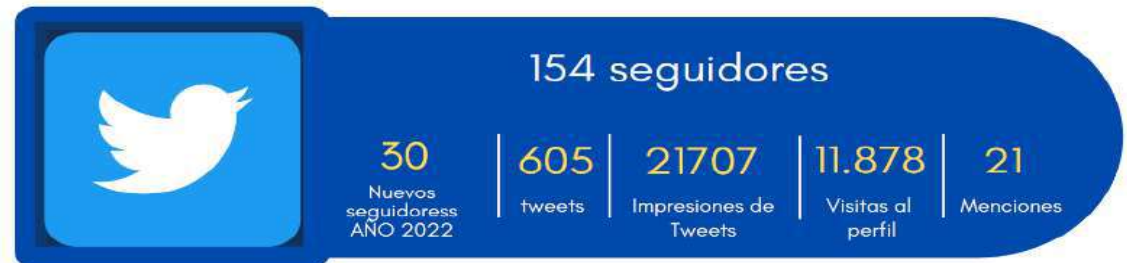 154 seguidores
30
Nuevos
seguidoress
AÑO 2022
605
tweets
21707
Impresiones de
Tweets
11.878
Visitas al
perfil
21
Menciones